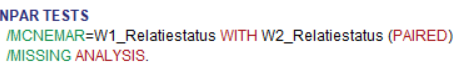 NPAR TESTS
/MCNEMAR=W1_Relatiestatus WITH W2_Relatiestatus (PAIRED)
/MISSING ANALYSIS.